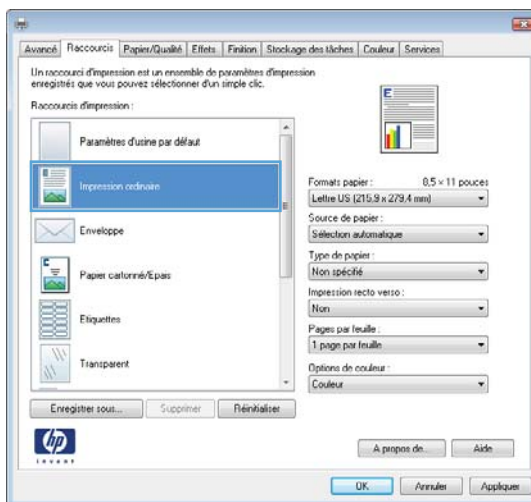 Avancé Raccourcis Papier/Qualité Effets Finition Stockage des tâches Couleur Services
Un raccourci d'impression est un ensemble de paramètres d'impression
enregistrés que vous pouvez sélectionner d'un simple clic.
Raccourcis d'impression :
Paramètres d'usine par défaut
Impression ordinaire
Enveloppe
Papier cartonné/Epais
Etiquettes
Transparent
E
Formats papier : 8,5 × 11 pouces
Lettre US (215,9 x 279,4 mm)
Source de papier :
Sélection automatique
Type de papier :
Non spécifié
Impression recto verso :
Non
Pages par feuille :
1 page par feuille
Options de couleur :
Couleur
Enregistrer sous... Supprimer Réinitialiser
hp
invent
A propos de... Aide
OK Annuler Appliquer